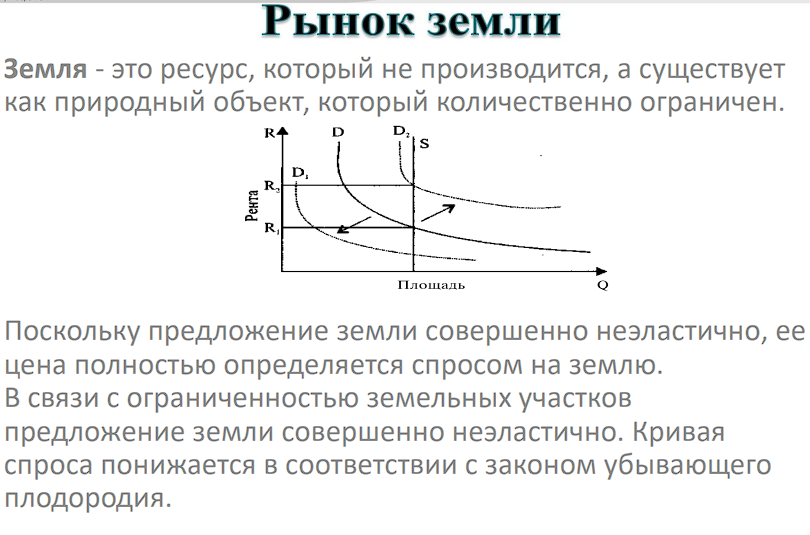 Рынок земли
Земля - это ресурс, который не производится, а существует
как природный объект, который количественно ограничен.
R
D
D2
S
D1
R2
Рента
R1
Площадь
Q
Поскольку предложение земли совершенно неэластично, ее
цена полностью определяется спросом на землю.
В связи с ограниченностью земельных участков
предложение земли совершенно неэластично. Кривая
спроса понижается в соответствии с законом убывающего
плодородия.